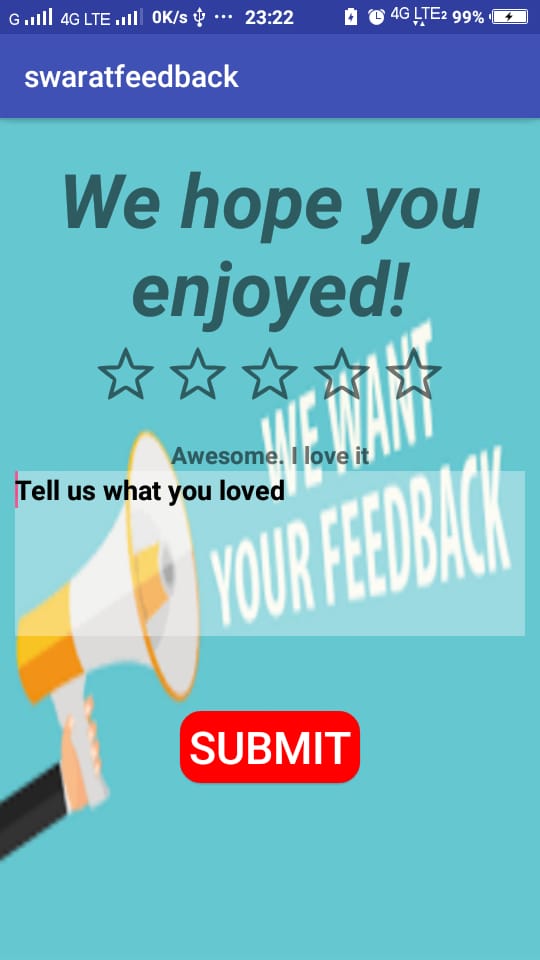 G 4G LTE 0K/s ... 23:22 4G LTE2 99%
swaratfeedback
We hope you
enjoyed!
WE WANT
YOUR FEEDBACK
Awesome. I love it
Tell us what you loved
SUBMIT